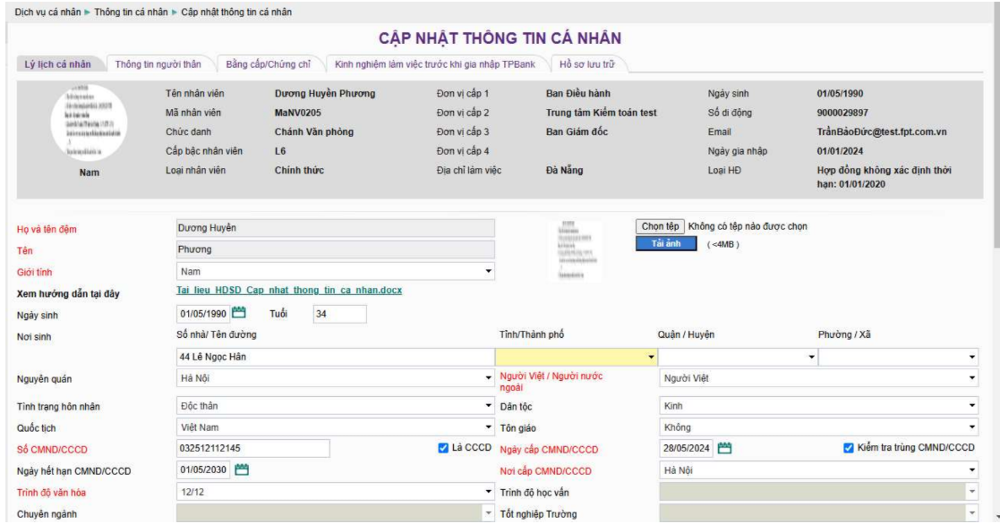 Dịch vụ cá nhân ► Thông tin cá nhân ► Cập nhật thông tin cá nhân
CẬP NHẬT THÔNG TIN CÁ NHÂN
Lý lịch cá nhân Thông tin người thân Bằng cấp/Chứng chỉ Kinh nghiệm làm việc trước khi gia nhập TPBank Hồ sơ lưu trữ
Tên nhân viên Dương Huyền Phương Đơn vị cấp 1 Ban Điều hành Ngày sinh 01/05/1990
Mã nhân viên MaNV0205 Đơn vị cấp 2 Trung tâm Kiểm toán test Số di động 9000029897
Chức danh Chánh Văn phòng Đơn vị cấp 3 Ban Giám đốc Email TrầnBảoĐức@test.fpt.com.vn
Cấp bậc nhân viên L6 Đơn vị cấp 4 Ngày gia nhập 01/01/2024
Nam Loại nhân viên Chính thức Địa chỉ làm việc Đà Nẵng Loại HĐ Hợp đồng không xác định thời
hạn: 01/01/2020
Họ và tên đệm Dương Huyền Chọn tệp Không có tệp nào được chọn
Tên Phương Tải ảnh (<4MB )
Giới tính Nam
Xem hướng dẫn tại đây Tai_lieu_HDSD_Cap_nhat_thong_tin_ca_nhan.docx
Ngày sinh 01/05/1990 Tuổi 34
Nơi sinh Số nhà/ Tên đường Tỉnh/Thành phố Quận / Huyện Phường / Xã
44 Lê Ngọc Hân
Nguyên quán Hà Nội Người Việt / Người nước Người Việt
ngoài
Tình trạng hôn nhân Độc thân Dân tộc Kinh
Quốc tịch Việt Nam Tôn giáo Không
Số CMND/CCCD 032512112145 Là CCCD Ngày cấp CMND/CCCD 28/05/2024 Kiểm tra trùng CMND/CCCD
Ngày hết hạn CMND/CCCD 01/05/2030 Nơi cấp CMND/CCCD Hà Nội
Trình độ văn hóa 12/12 Trình độ học vấn
Chuyên ngành Tốt nghiệp Trường